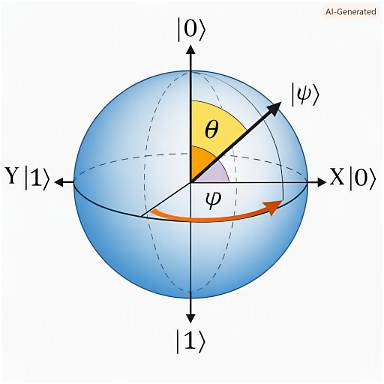 AI-Generated
|0⟩
|ψ⟩
θ
Y|1⟩
X|0⟩
φ
|1⟩